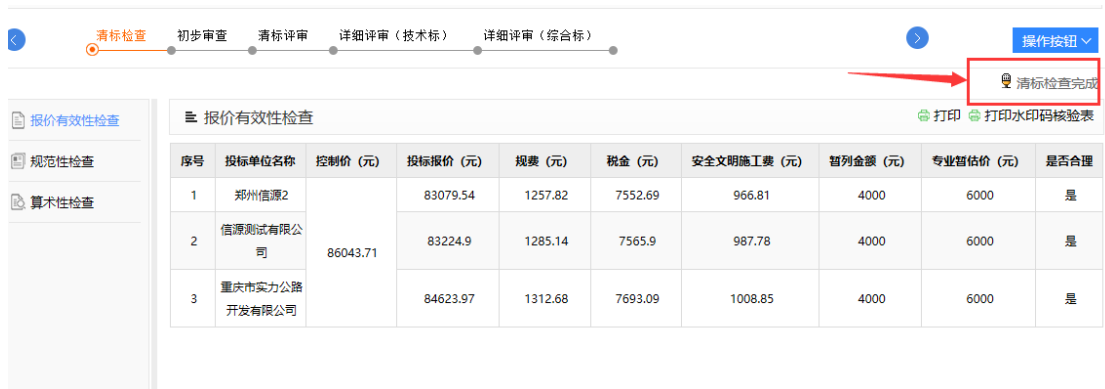 清标检查 初步审查 清标评审 详细评审（技术标） 详细评审（综合标）
操作按钮
清标检查完成
报价有效性检查
规范性检查
算术性检查
报价有效性检查
打印 打印水印码核验表
序号 投标单位名称 控制价（元） 投标报价（元） 规费（元） 税金（元） 安全文明施工费（元） 暂列金额（元） 专业暂估价（元） 是否合理
1 郑州信源2 86043.71 83079.54 1257.82 7552.69 966.81 4000 6000 是
2 信源测试有限公 83224.9 1285.14 7565.9 987.78 4000 6000 是
司
3 重庆市实力公路 84623.97 1312.68 7693.09 1008.85 4000 6000 是
开发有限公司